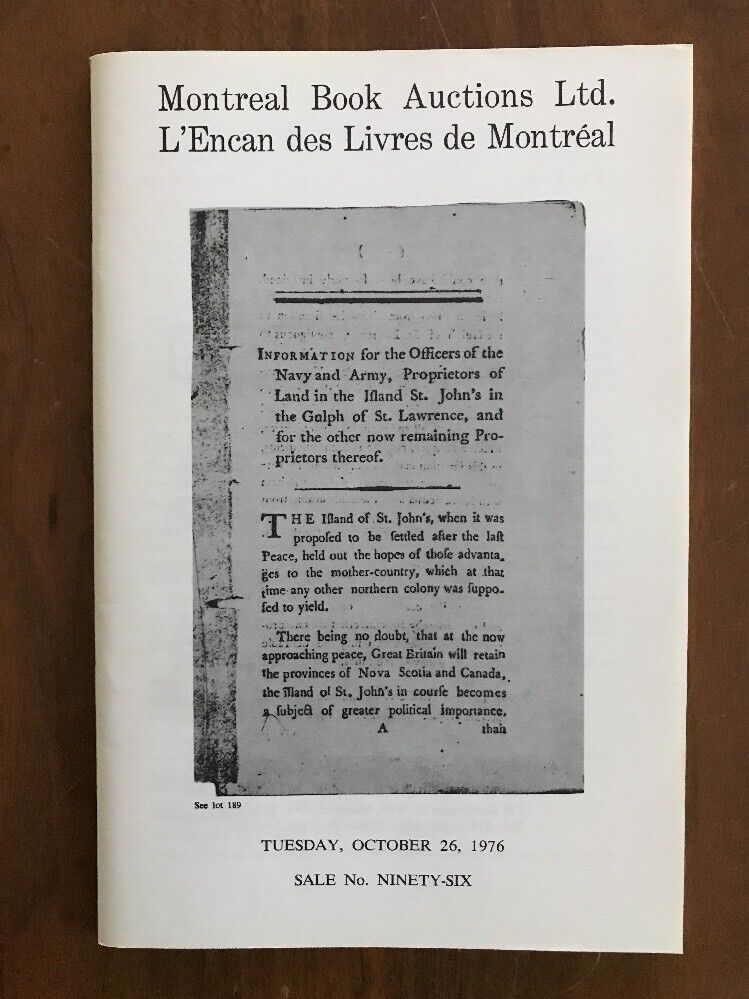 Montreal Book Auctions Ltd.
L'Encan des Livres de Montréal
INFORMATION for the Officers of the
Navy and Army, Proprietors of
Land in the Iſland St. John's in
the Gulph of St. Lawrence, and
for the other now remaining Pro-
prietors thereof.
THE Iſland of St. John's, when it was
propoſed to be ſettled after the laſt
Peace, held out the hopes of thoſe advanta-
ges to the mother-country, which at that
time any other northern colony was ſuppo-
ſed to yield.
There being no doubt, that at the now
approaching peace, Great Britain will retain
the provinces of Nova Scotia and Canada,
the Iſland of St. John's in courſe becomes
a ſubject of greater political importance,
A than
See lot 189
TUESDAY, OCTOBER 26, 1976
SALE No. NINETY-SIX